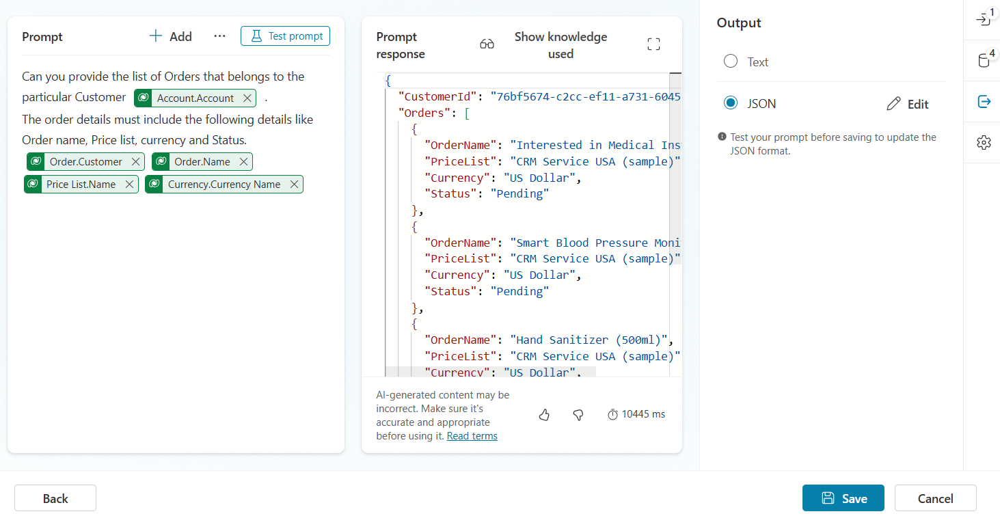 Prompt
Add
...
Test prompt
Can you provide the list of Orders that belongs to the
particular Customer Account.Account .
The order details must include the following details like
Order name, Price list, currency and Status.
Order.Customer Order.Name
Price List.Name Currency.Currency Name
Prompt
response
Show knowledge
used
{
"CustomerId": "76bf5674-c2cc-ef11-a731-6045
"Orders": [
{
"OrderName": "Interested in Medical Ins
"PriceList": "CRM Service USA (sample)"
"Currency": "US Dollar",
"Status": "Pending"
},
{
"OrderName": "Smart Blood Pressure Moni
"PriceList": "CRM Service USA (sample)"
"Currency": "US Dollar",
"Status": "Pending"
},
{
"OrderName": "Hand Sanitizer (500ml)",
"PriceList": "CRM Service USA (sample)"
"Currency": "US Dollar",
AI-generated content may be
incorrect. Make sure it's
accurate and appropriate
before using it. Read terms
10445 ms
Output
Text
JSON
Edit
Test your prompt before saving to update the
JSON format.
1
4
Back
Save
Cancel